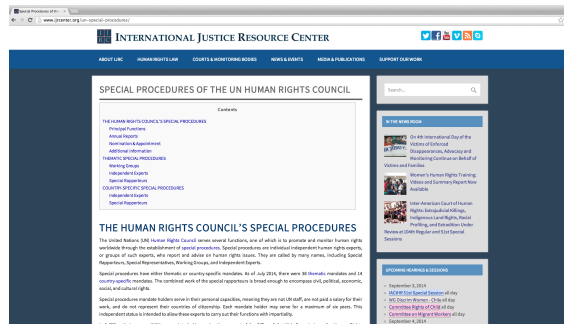 Special Procedures of th
www.ijrcenter.org/un-special-procedures/
INTERNATIONAL JUSTICE RESOURCE CENTER
ABOUT IJRC HUMAN RIGHTS LAW COURTS & MONITORING BODIES NEWS & EVENTS MEDIA & PUBLICATIONS SUPPORT OUR WORK
SPECIAL PROCEDURES OF THE UN HUMAN RIGHTS COUNCIL
Contents
THE HUMAN RIGHTS COUNCIL'S SPECIAL PROCEDURES
Principal Functions
Annual Reports
Nomination & Appointment
Additional Information
THEMATIC SPECIAL PROCEDURES
Working Groups
Independent Experts
Special Rapporteurs
COUNTRY-SPECIFIC SPECIAL PROCEDURES
Independent Experts
Special Rapporteurs
THE HUMAN RIGHTS COUNCIL'S SPECIAL PROCEDURES
The United Nations (UN) Human Rights Council serves several functions, one of which is to promote and monitor human rights
worldwide through the establishment of special procedures. Special procedures are individual independent human rights experts,
or groups of such experts, who report and advise on human rights issues. They are called by many names, including Special
Rapporteurs, Special Representatives, Working Groups, and Independent Experts.
Special procedures have either thematic or country-specific mandates. As of July 2014, there were 38 thematic mandates and 14
country-specific mandates. The combined work of the special rapporteurs is broad enough to encompass civil, political, economic,
social, and cultural rights.
Special procedures mandate holders serve in their personal capacities, meaning they are not UN staff, are not paid a salary for their
work, and do not represent their countries of citizenship. Each mandate holder may serve for a maximum of six years. This
independent status is intended to allow these experts to carry out their functions with impartiality.
Search...
IN THE NEWS ROOM
On 4th International Day of the
Victims of Enforced
Disappearances, Advocacy and
Monitoring Continue on Behalf of
Victims and Families
Women's Human Rights Training:
Videos and Summary Report Now
Available
Inter-American Court of Human
Rights: Extrajudicial Killings,
Indigenous Land Rights, Racial
Profiling, and Extradition Under
Review at 104th Regular and 51st Special
Sessions
UPCOMING HEARINGS & SESSIONS
September 3, 2014
IACtHR 51st Special Session all day
WG Discrim Women - Chile all day
Committee Rights of Child all day
Committee on Migrant Workers all day
September 4, 2014